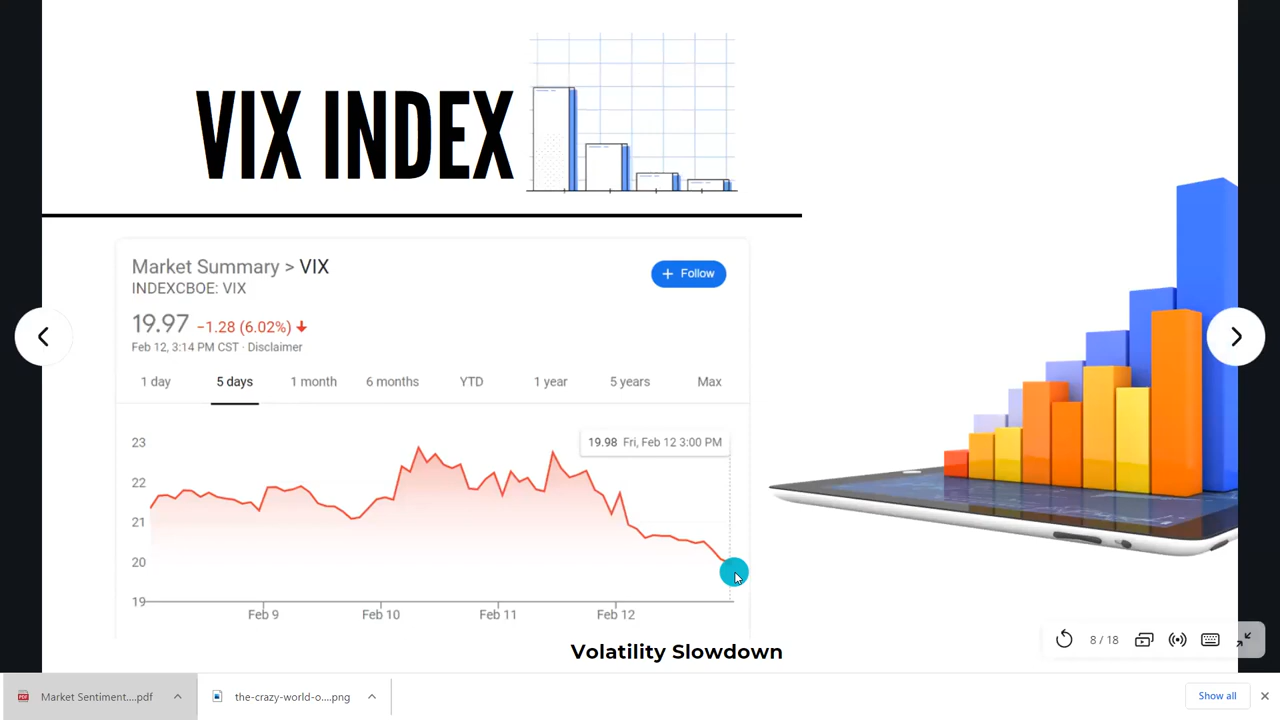 VIX INDEX
Market Summary > VIX
INDEXCBOE: VIX
+ Follow
19.97 −1.28 (6.02%) ↓
Feb 12, 3:14 PM CST · Disclaimer
1 day 5 days 1 month 6 months YTD 1 year 5 years Max
19.98 Fri, Feb 12 3:00 PM
23
22
21
20
19
Feb 9 Feb 10 Feb 11 Feb 12
Volatility Slowdown
8 / 18
PDF Market Sentiment....pdf the-crazy-world-o....png Show all